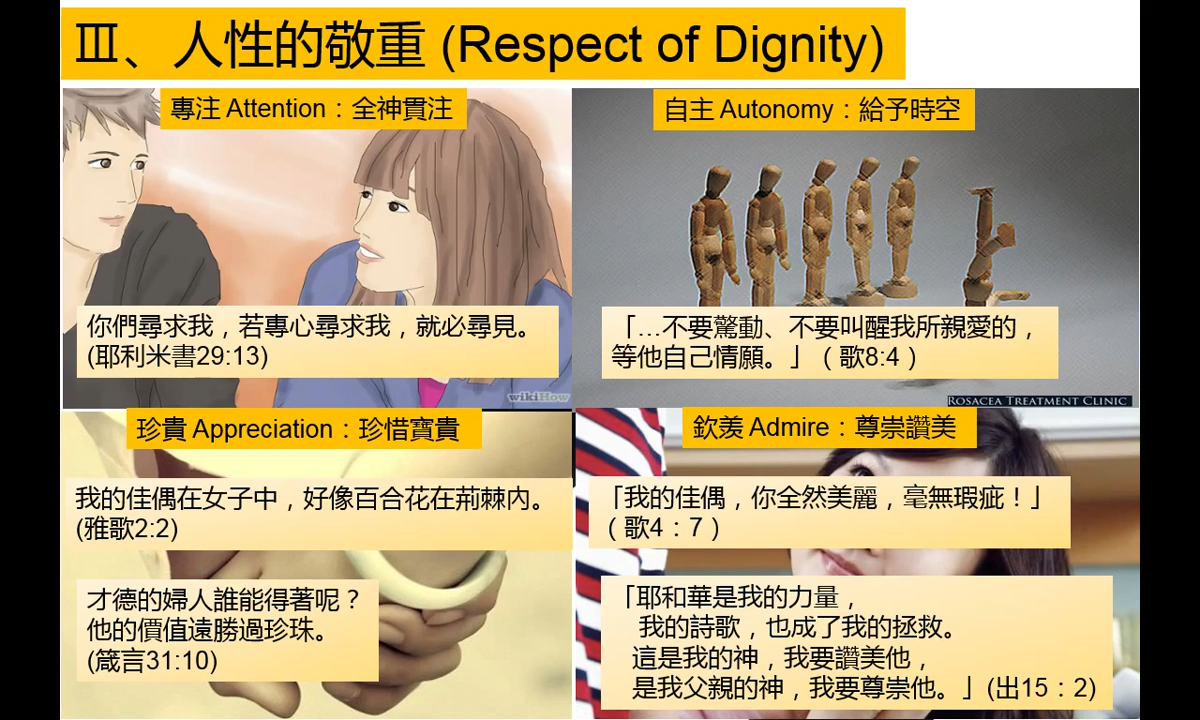 Ⅲ、人性的敬重 (Respect of Dignity)
專注 Attention：全神貫注
你們尋求我，若專心尋求我，就必尋見。
(耶利米書29:13)
wikiHow
自主 Autonomy：給予時空
「…不要驚動、不要叫醒我所親愛的，
等他自己情願。」（歌8:4）
ROSACEA TREATMENT CLINIC
珍貴 Appreciation：珍惜寶貴
我的佳偶在女子中，好像百合花在荊棘內。
(雅歌2:2)
才德的婦人誰能得著呢？
他的價值遠勝過珍珠。
(箴言31:10)
欽羨 Admire：尊崇讚美
「我的佳偶，你全然美麗，毫無瑕疵！」
（歌4：7）
「耶和華是我的力量，
我的詩歌，也成了我的拯救。
這是我的神，我要讚美他，
是我父親的神，我要尊崇他。」(出15：2)